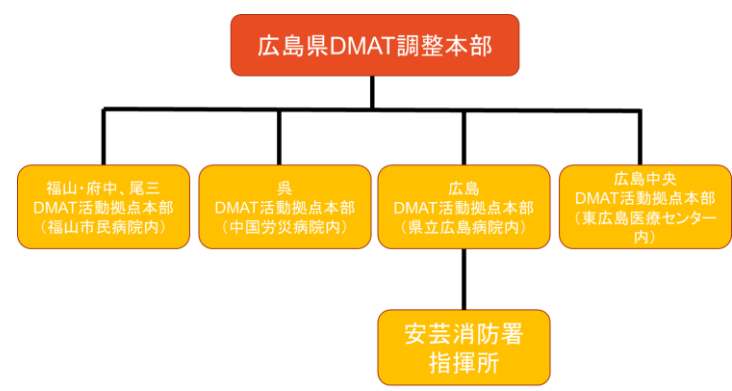 広島県DMAT調整本部
福山・府中、尾三
DMAT活動拠点本部
（福山市民病院内）
呉
DMAT活動拠点本部
（中国労災病院内）
広島
DMAT活動拠点本部
（県立広島病院内）
広島中央
DMAT活動拠点本部
（東広島医療センター
内）
安芸消防署
指揮所